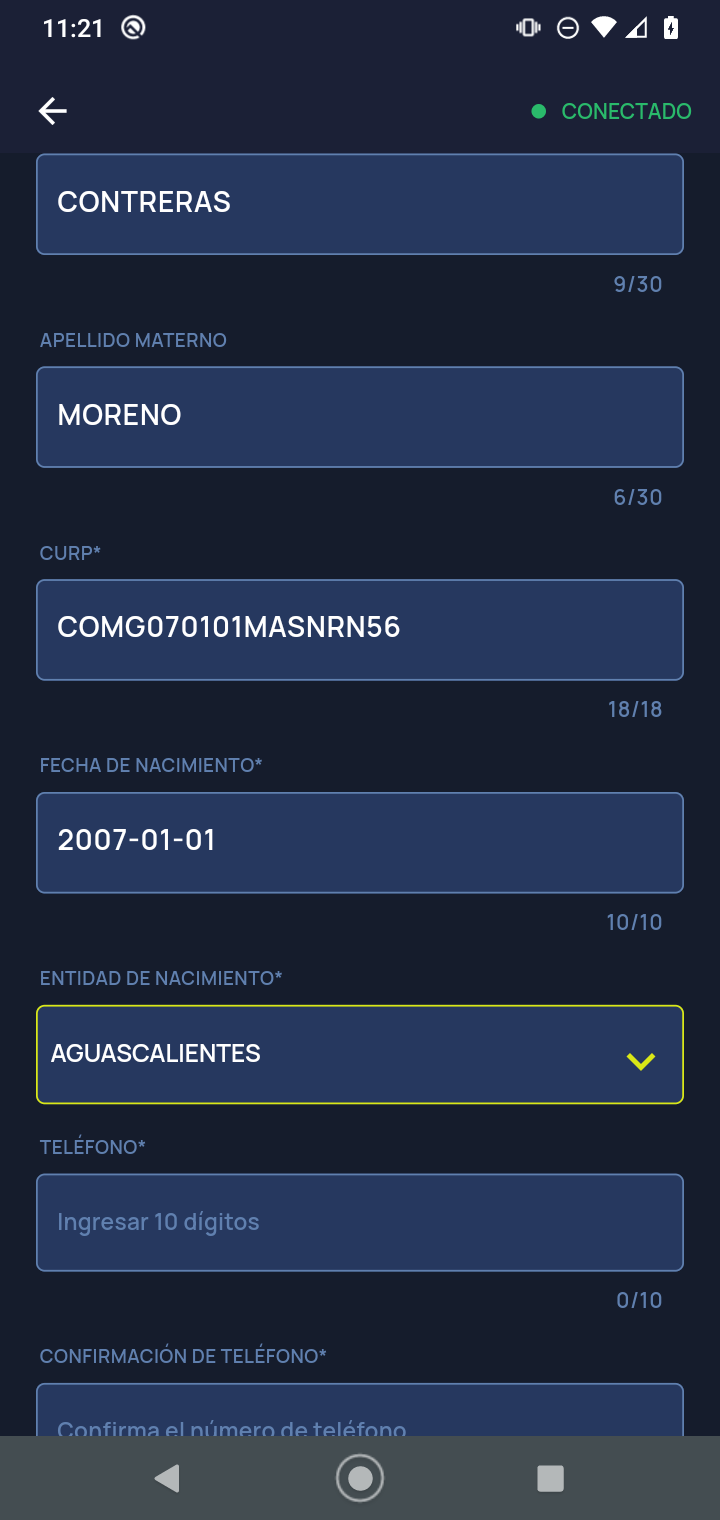 11:21
CONECTADO
CONTRERAS
9/30
APELLIDO MATERNO
MORENO
6/30
CURP*
COMG070101MASNRN56
18/18
FECHA DE NACIMIENTO*
2007-01-01
10/10
ENTIDAD DE NACIMIENTO*
AGUASCALIENTES
TELÉFONO*
Ingresar 10 dígitos
0/10
CONFIRMACIÓN DE TELÉFONO*
Confirma el número de teléfono